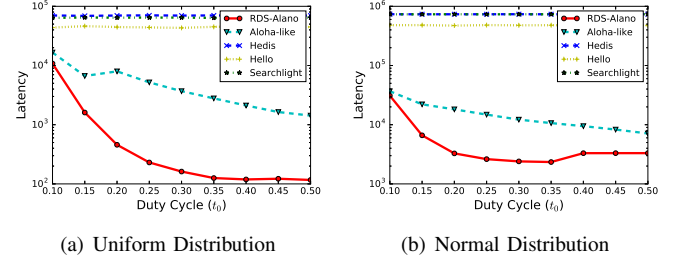 10^5
10^4
10^3
10^2
Latency
RDS-Alano
Aloha-like
Hedis
Hello
Searchlight
0.10 0.15 0.20 0.25 0.30 0.35 0.40 0.45 0.50
Duty Cycle (t_0)
(a) Uniform Distribution
10^6
10^5
10^4
10^3
Latency
RDS-Alano
Aloha-like
Hedis
Hello
Searchlight
0.10 0.15 0.20 0.25 0.30 0.35 0.40 0.45 0.50
Duty Cycle (t_0)
(b) Normal Distribution